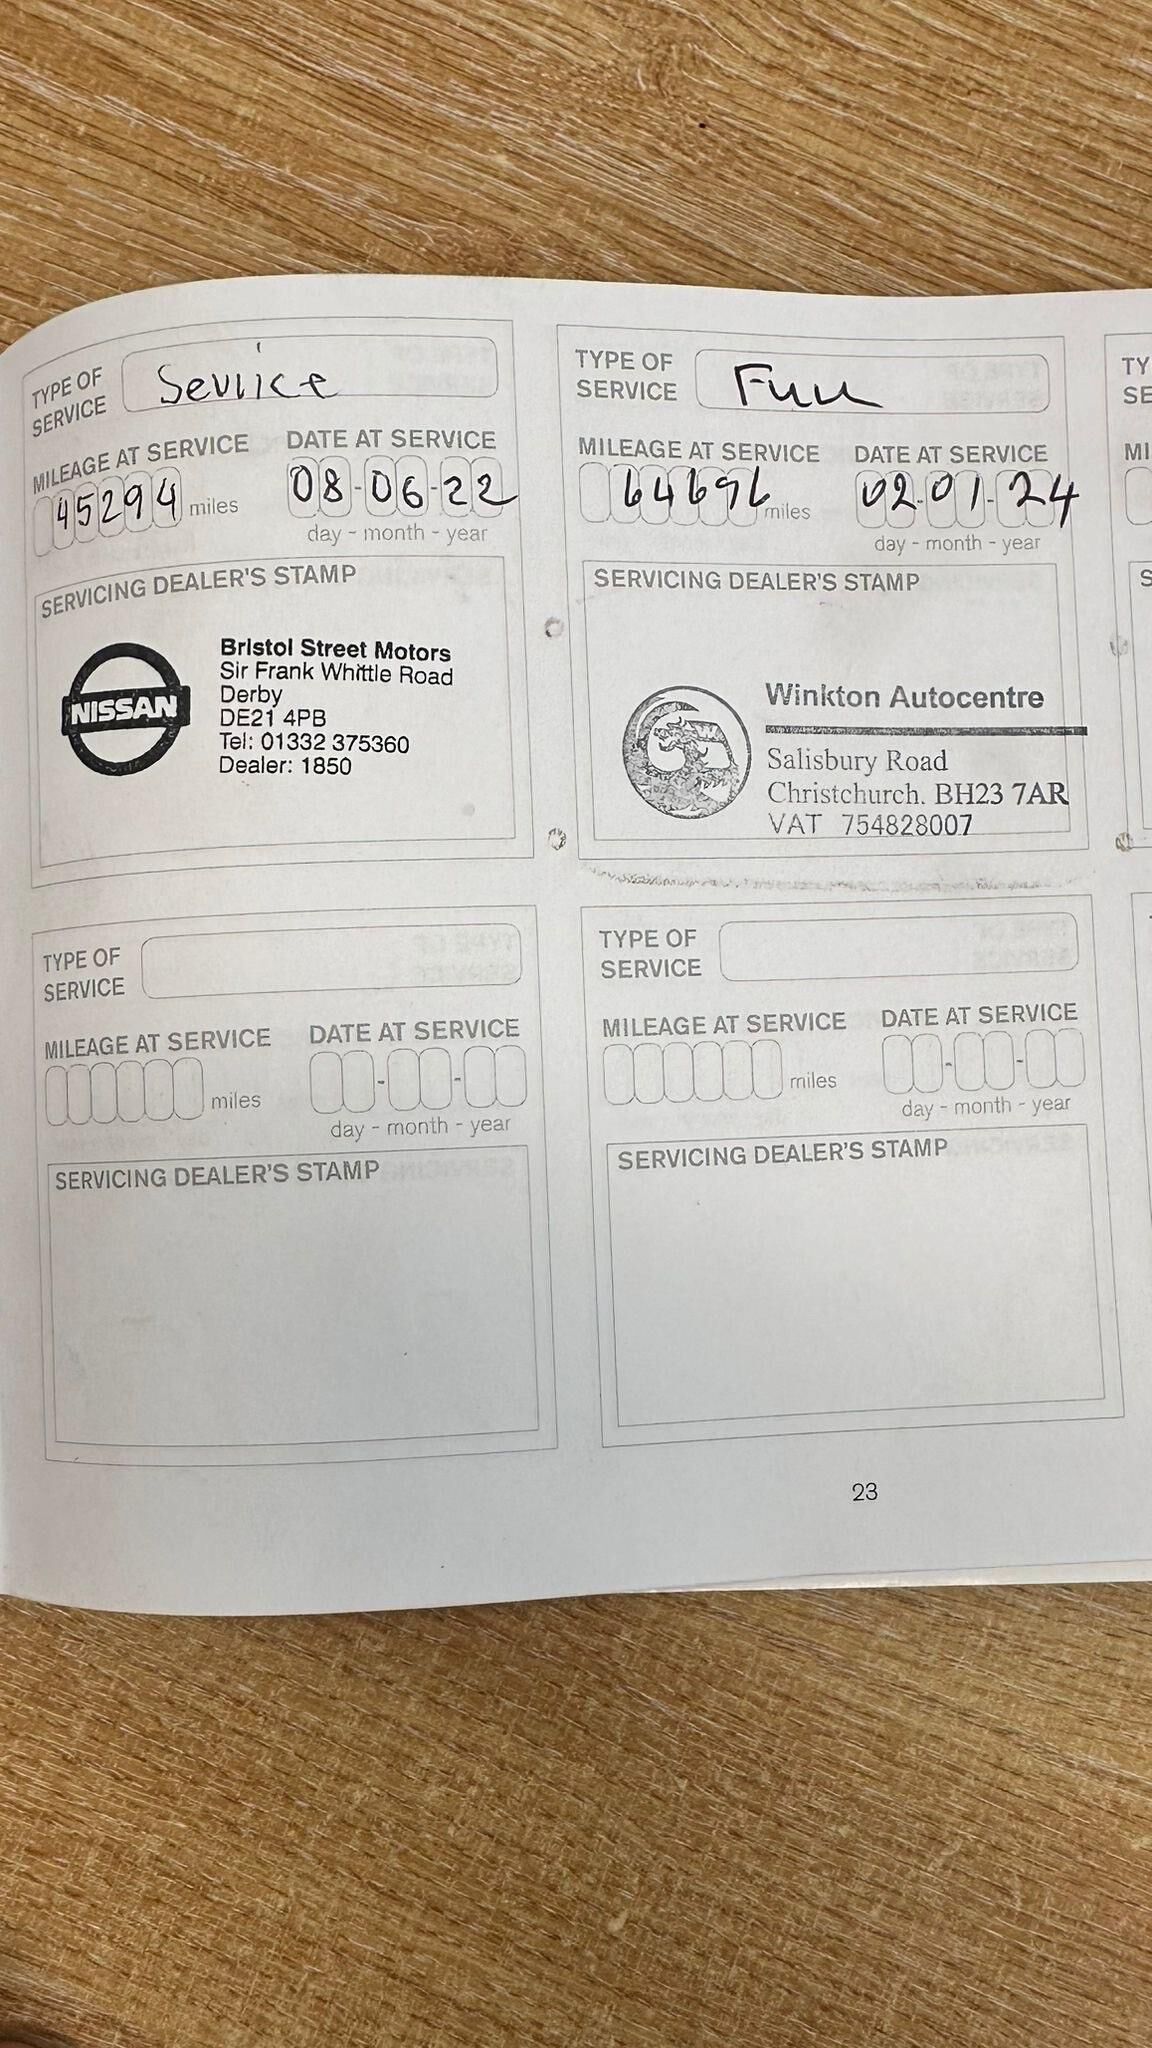 TYPE OF
SERVICE
Service
MILEAGE AT SERVICE
45294 miles
DATE AT SERVICE
08-06-22
day - month - year
SERVICING DEALER'S STAMP
NISSAN
Bristol Street Motors
Sir Frank Whittle Road
Derby
DE21 4PB
Tel: 01332 375360
Dealer: 1850
TYPE OF
SERVICE
Full
MILEAGE AT SERVICE
64696 miles
DATE AT SERVICE
02-01-24
day - month - year
SERVICING DEALER'S STAMP
Winkton Autocentre
Salisbury Road
Christchurch. BH23 7AR
VAT 754828007
TY
SE
MI
S
TYPE OF
SERVICE
MILEAGE AT SERVICE
miles
DATE AT SERVICE
day - month - year
SERVICING DEALER'S STAMP
TYPE OF
SERVICE
MILEAGE AT SERVICE
miles
DATE AT SERVICE
day - month - year
SERVICING DEALER'S STAMP
23